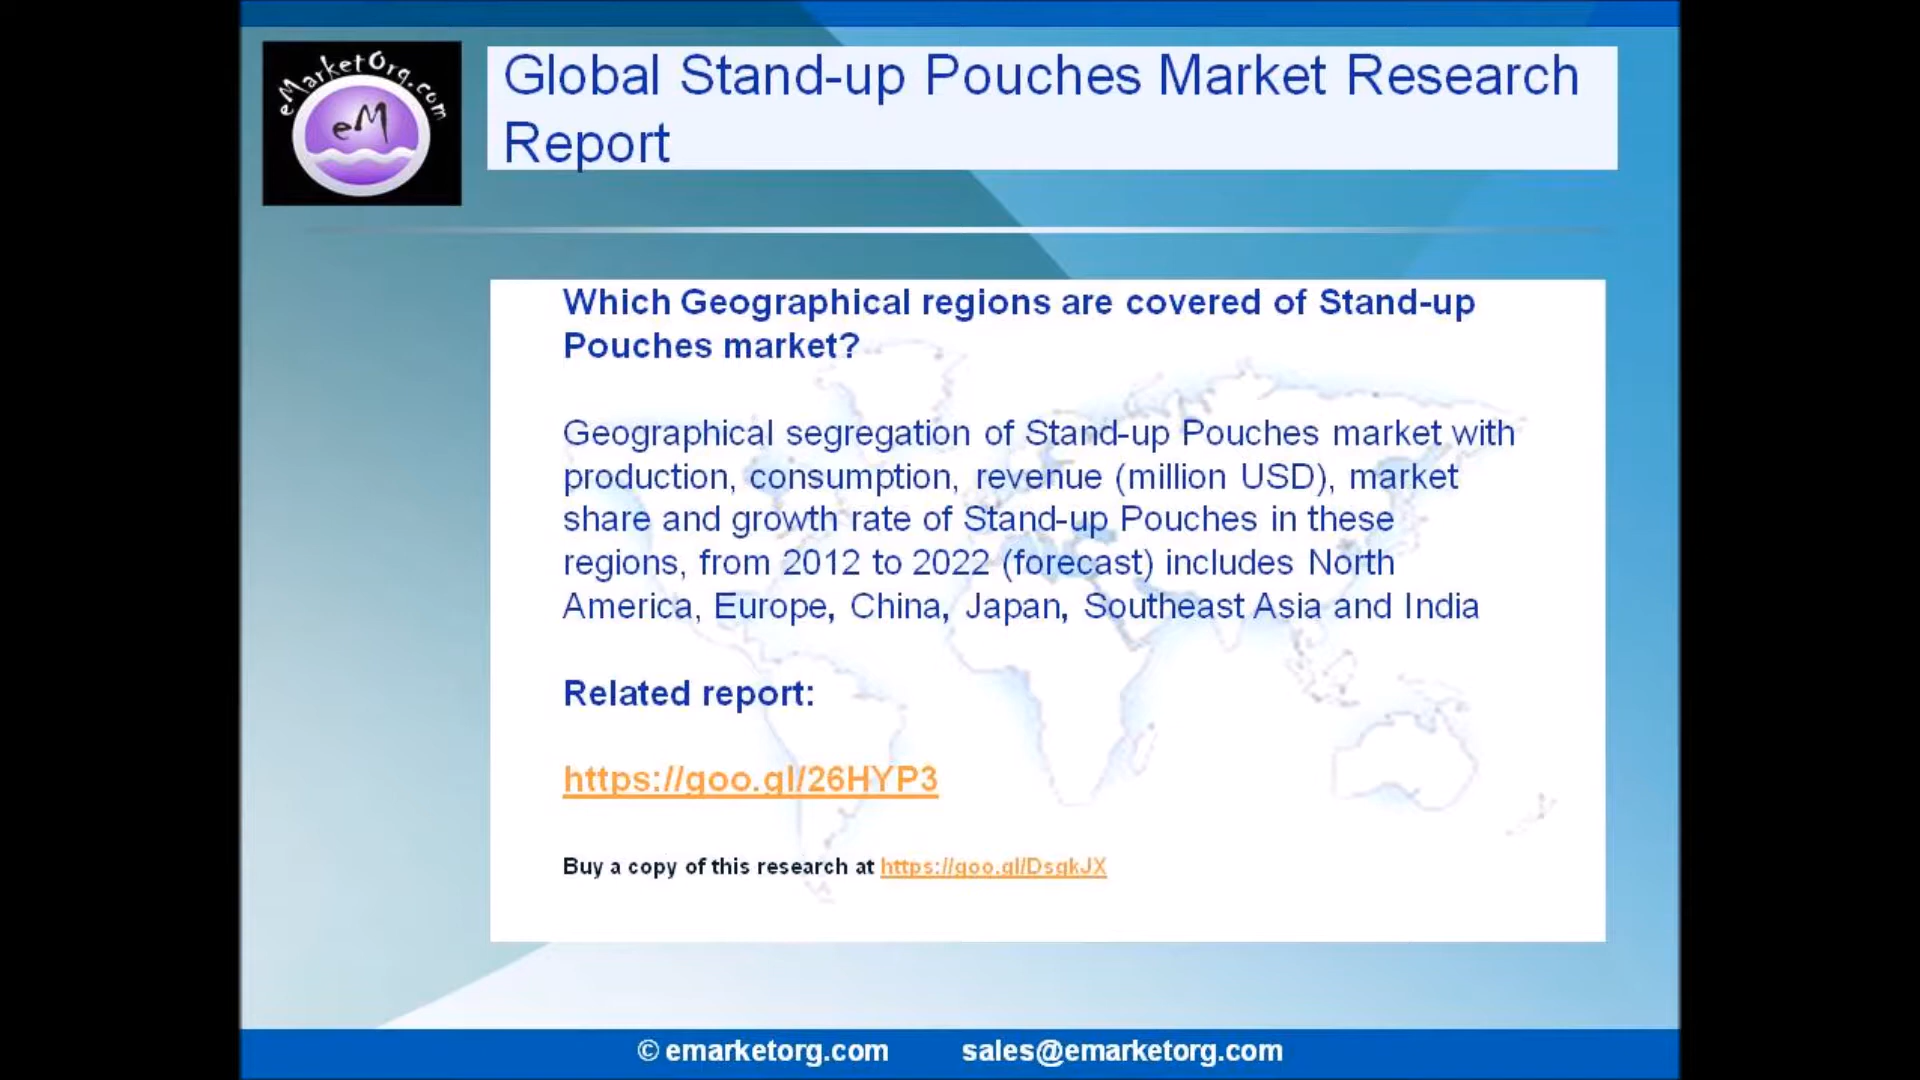 eMarketOrg.com
eM
Global Stand-up Pouches Market Research
Report
Which Geographical regions are covered of Stand-up
Pouches market?
Geographical segregation of Stand-up Pouches market with
production, consumption, revenue (million USD), market
share and growth rate of Stand-up Pouches in these
regions, from 2012 to 2022 (forecast) includes North
America, Europe, China, Japan, Southeast Asia and India
Related report:
https://goo.gl/26HYP3
Buy a copy of this research at https://goo.gl/DsgkJX
© emarketorg.com sales@emarketorg.com